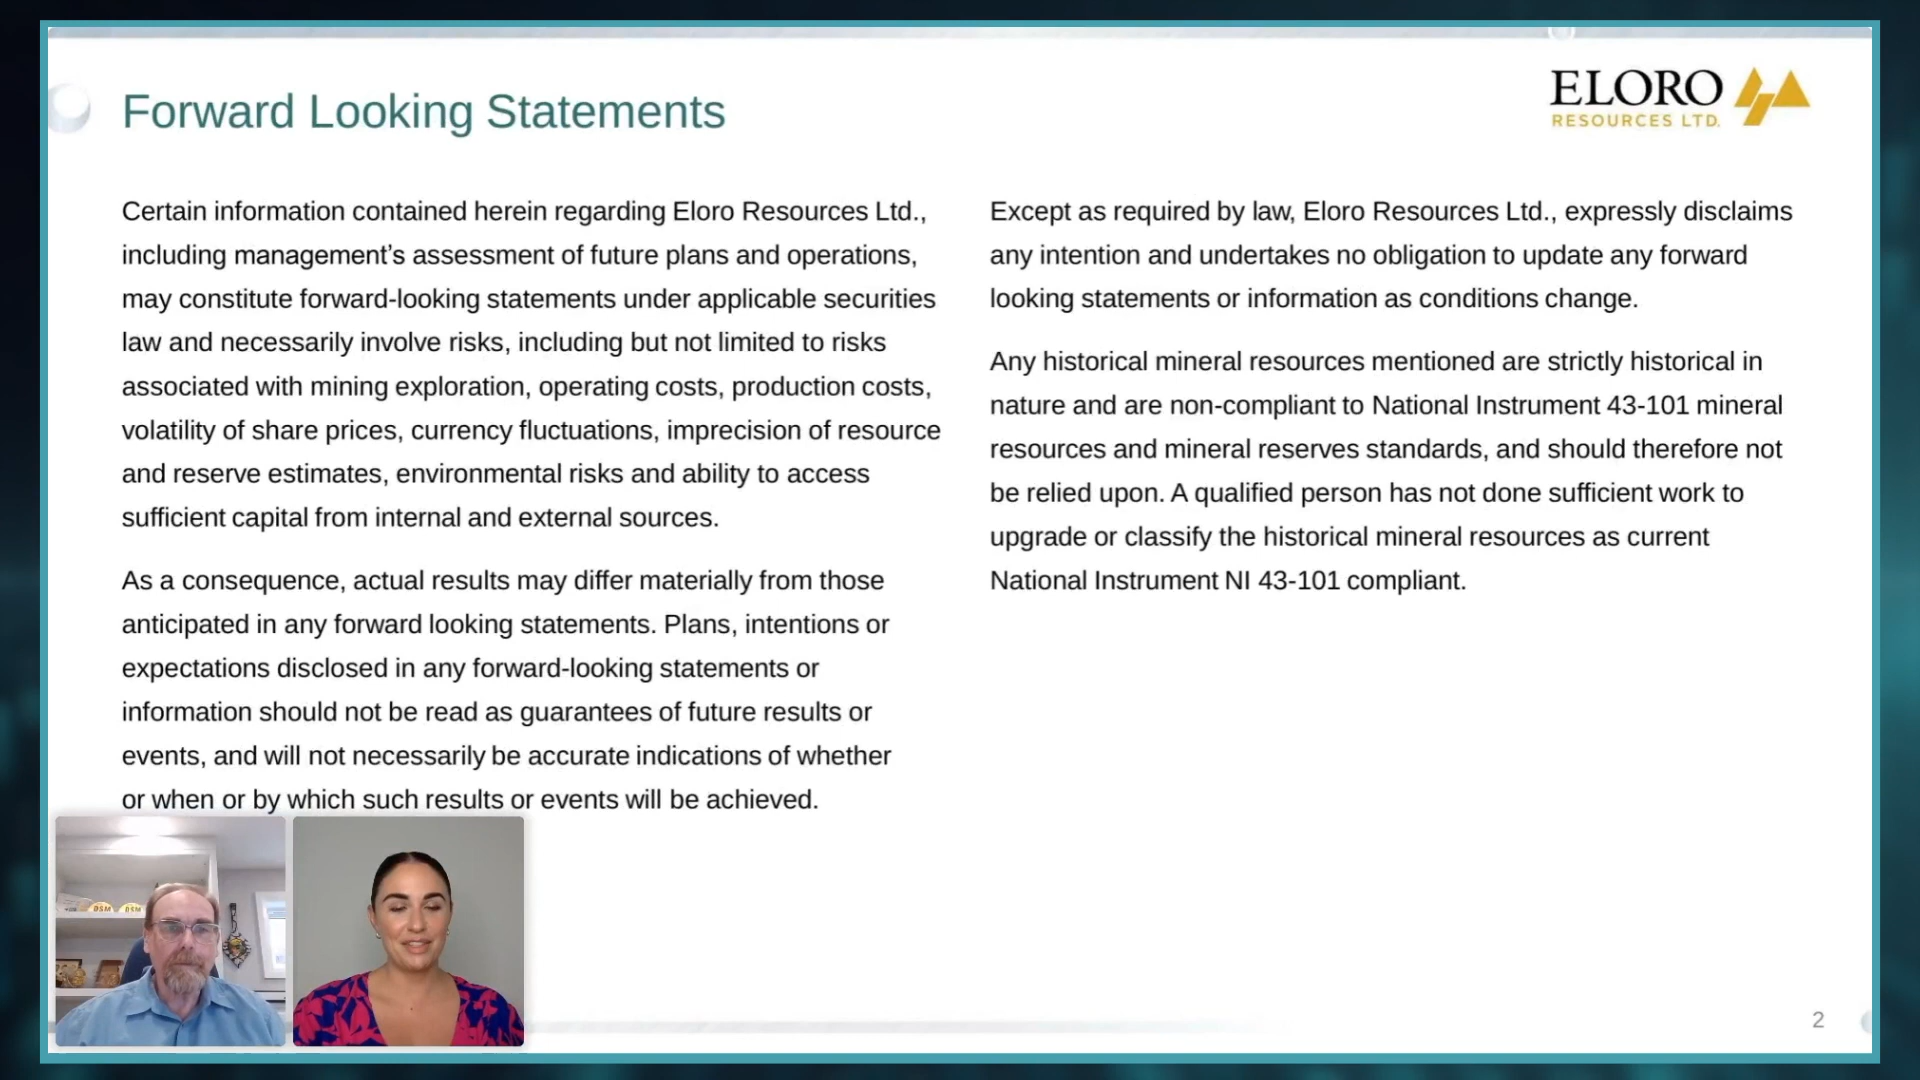 Forward Looking Statements
ELORO
RESOURCES LTD.
Certain information contained herein regarding Eloro Resources Ltd.,
including management’s assessment of future plans and operations,
may constitute forward-looking statements under applicable securities
law and necessarily involve risks, including but not limited to risks
associated with mining exploration, operating costs, production costs,
volatility of share prices, currency fluctuations, imprecision of resource
and reserve estimates, environmental risks and ability to access
sufficient capital from internal and external sources.
As a consequence, actual results may differ materially from those
anticipated in any forward looking statements. Plans, intentions or
expectations disclosed in any forward-looking statements or
information should not be read as guarantees of future results or
events, and will not necessarily be accurate indications of whether
or when or by which such results or events will be achieved.
Except as required by law, Eloro Resources Ltd., expressly disclaims
any intention and undertakes no obligation to update any forward
looking statements or information as conditions change.
Any historical mineral resources mentioned are strictly historical in
nature and are non-compliant to National Instrument 43-101 mineral
resources and mineral reserves standards, and should therefore not
be relied upon. A qualified person has not done sufficient work to
upgrade or classify the historical mineral resources as current
National Instrument NI 43-101 compliant.
DSM
DSM
2